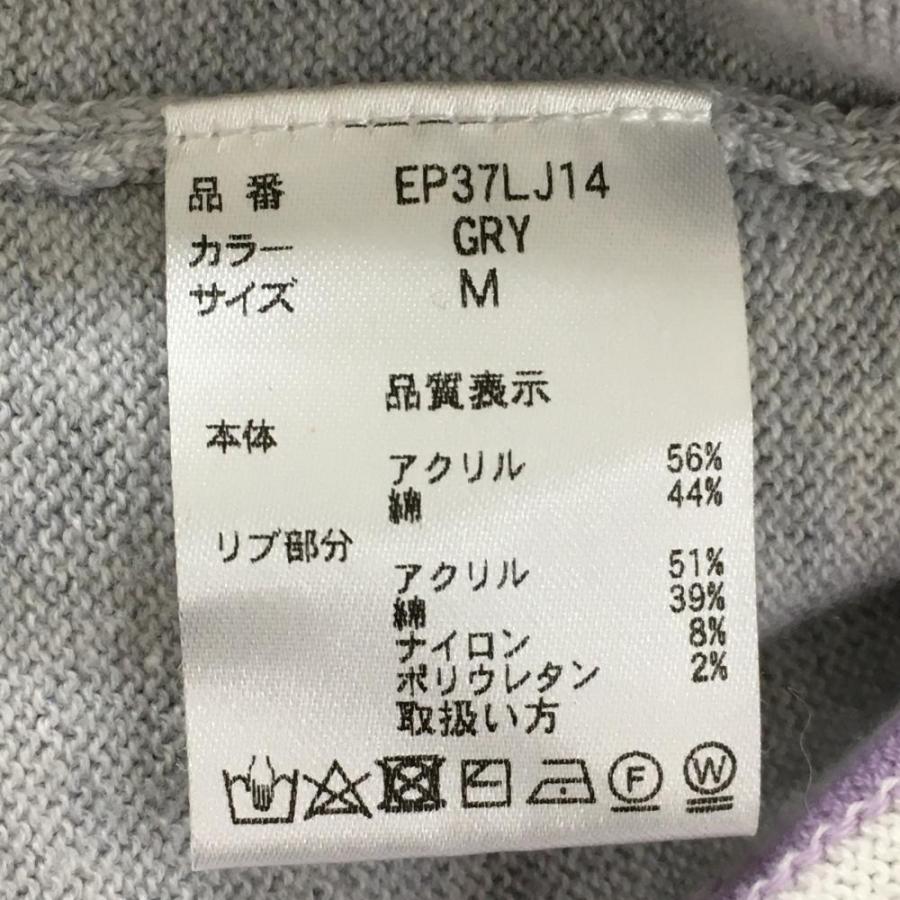 品番 EP37LJ14
カラー GRY
サイズ M
品質表示
本体
アクリル 56%
綿 44%
リブ部分
アクリル 51%
綿 39%
ナイロン 8%
ポリウレタン 2%
取扱い方
F W